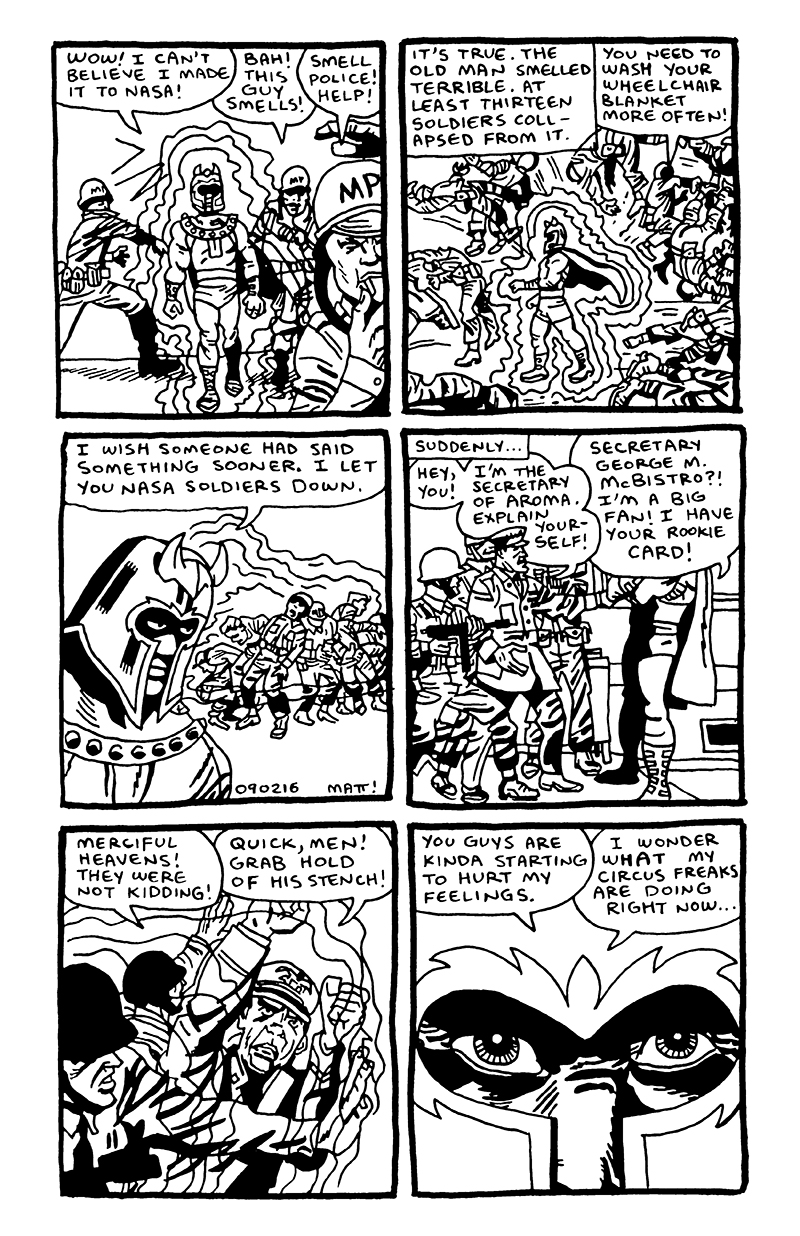 WOW! I CAN'T
BELIEVE I MADE
IT TO NASA!
BAH!
THIS
GUY
SMELLS!
SMELL
POLICE!
HELP!
MP
MP
MP
IT'S TRUE. THE
OLD MAN SMELLED
TERRIBLE. AT
LEAST THIRTEEN
SOLDIERS COLL-
APSED FROM IT.
YOU NEED TO
WASH YOUR
WHEELCHAIR
BLANKET
MORE OFTEN!
I WISH SOMEONE HAD SAID
SOMETHING SOONER. I LET
YOU NASA SOLDIERS DOWN.
090216 MATT!
SUDDENLY...
HEY,
YOU!
I'M THE
SECRETARY
OF AROMA.
EXPLAIN
YOUR-
SELF!
SECRETARY
GEORGE M.
McBISTRO?!
I'M A BIG
FAN! I HAVE
YOUR ROOKIE
CARD!
MERCIFUL
HEAVENS!
THEY WERE
NOT KIDDING!
QUICK, MEN!
GRAB HOLD
OF HIS STENCH!
YOU GUYS ARE
KINDA STARTING
TO HURT MY
FEELINGS.
I WONDER
WHAT MY
CIRCUS FREAKS
ARE DOING
RIGHT NOW...